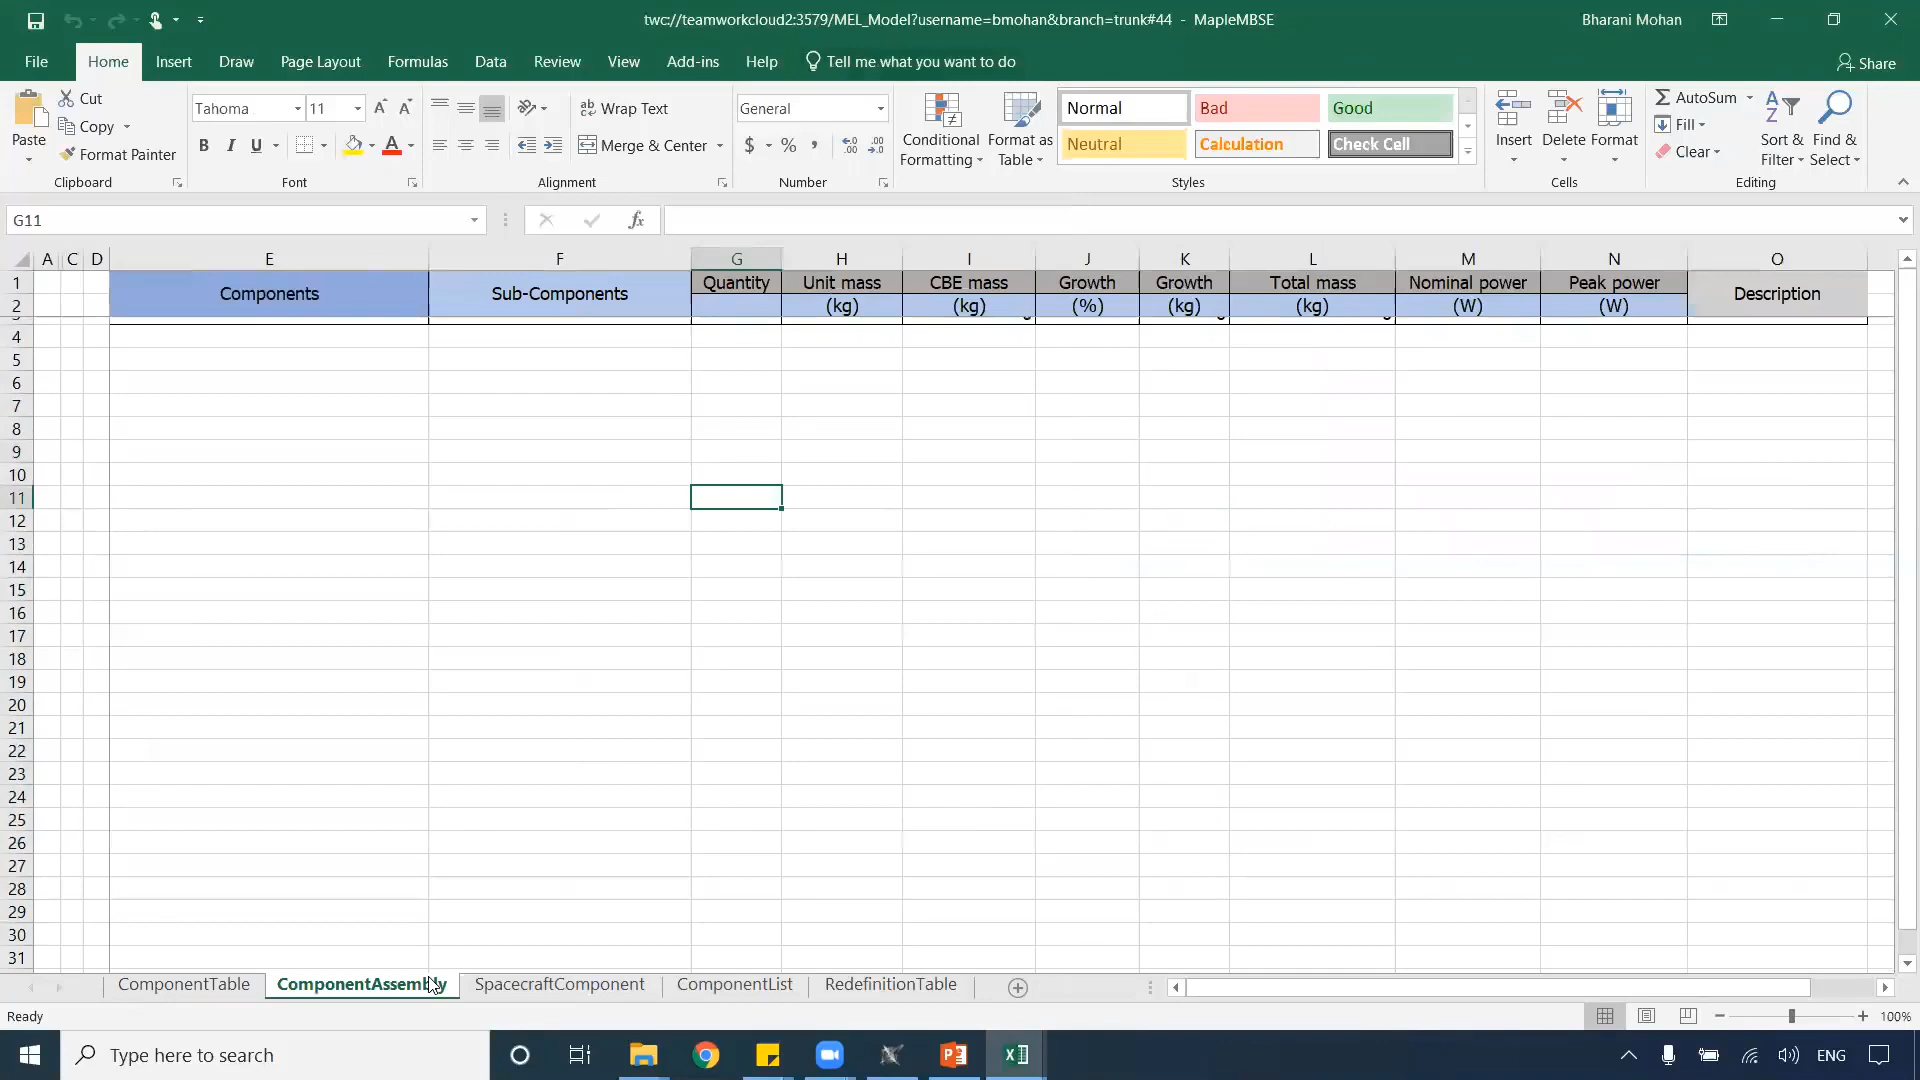 twc://teamworkcloud2:3579/MEL_Model?username=bmohan&branch=trunk#44 - MapleMBSE
Bharani Mohan
File Home Insert Draw Page Layout Formulas Data Review View Add-ins Help Tell me what you want to do Share
Paste Cut Copy Format Painter Clipboard
Tahoma 11 B I U A Font
Wrap Text Merge & Center Alignment
General $ % , Number
Conditional Formatting Format as Table
Normal Bad Good
Neutral Calculation Check Cell
Styles
Insert Delete Format Cells
AutoSum Fill Clear Sort & Filter Find & Select Editing
G11 fx
A C D E F G H I J K L M N O
1 Components Sub-Components Quantity Unit mass CBE mass Growth Growth Total mass Nominal power Peak power Description
2 (kg) (kg) (%) (kg) (kg) (W) (W)
4
5
6
7
8
9
10
11
12
13
14
15
16
17
18
19
20
21
22
23
24
25
26
27
28
29
30
31
ComponentTable ComponentAssembly SpacecraftComponent ComponentList RedefinitionTable
Ready 100%
Type here to search ENG